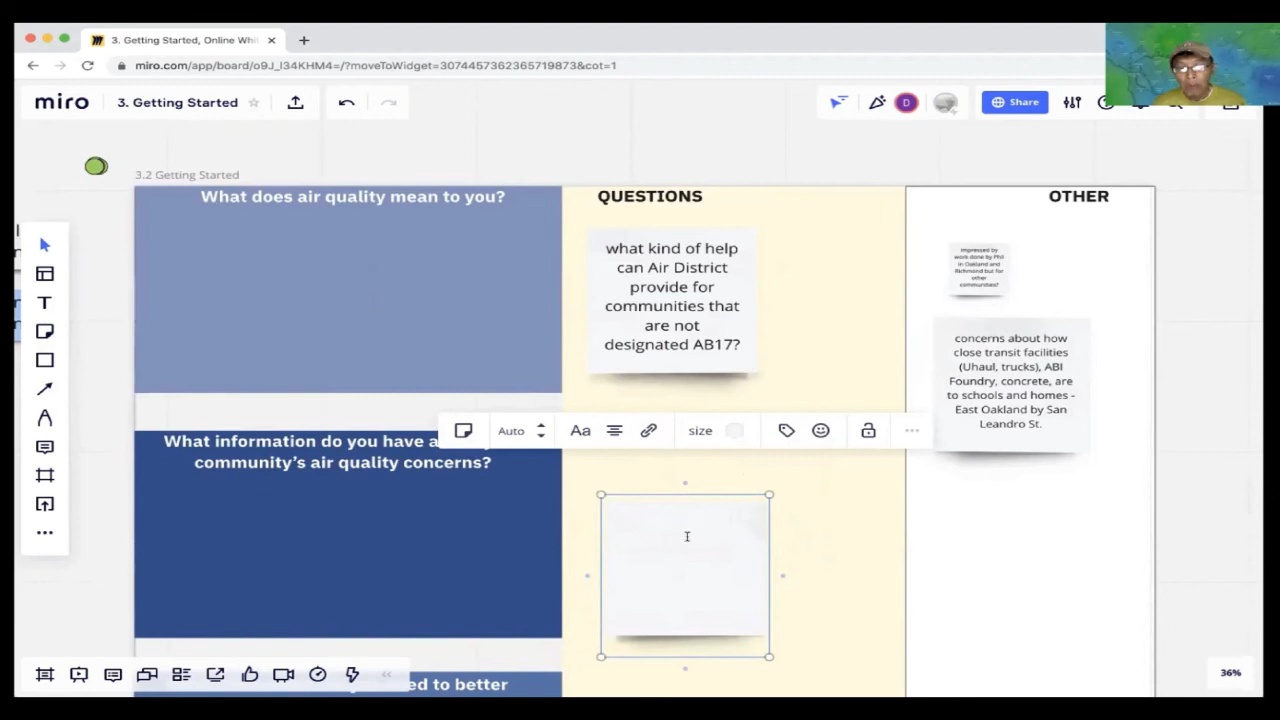 3. Getting Started, Online Whi
miro.com/app/board/o9J_l34KHM4=/?moveToWidget=3074457362365719873&cot=1
miro
3. Getting Started
D
Share
3.2 Getting Started
What does air quality mean to you?
QUESTIONS
OTHER
what kind of help
can Air District
provide for
communities that
are not
designated AB17?
impressed by
work done by Phil
in Oakland and
Richmond but for
other
communities?
concerns about how
close transit facilities
(Uhaul, trucks), ABI
Foundry, concrete, are
to schools and homes -
East Oakland by San
Leandro St.
Auto
Aa
size
What information do you have a
community's air quality concerns?
ed to better
36%